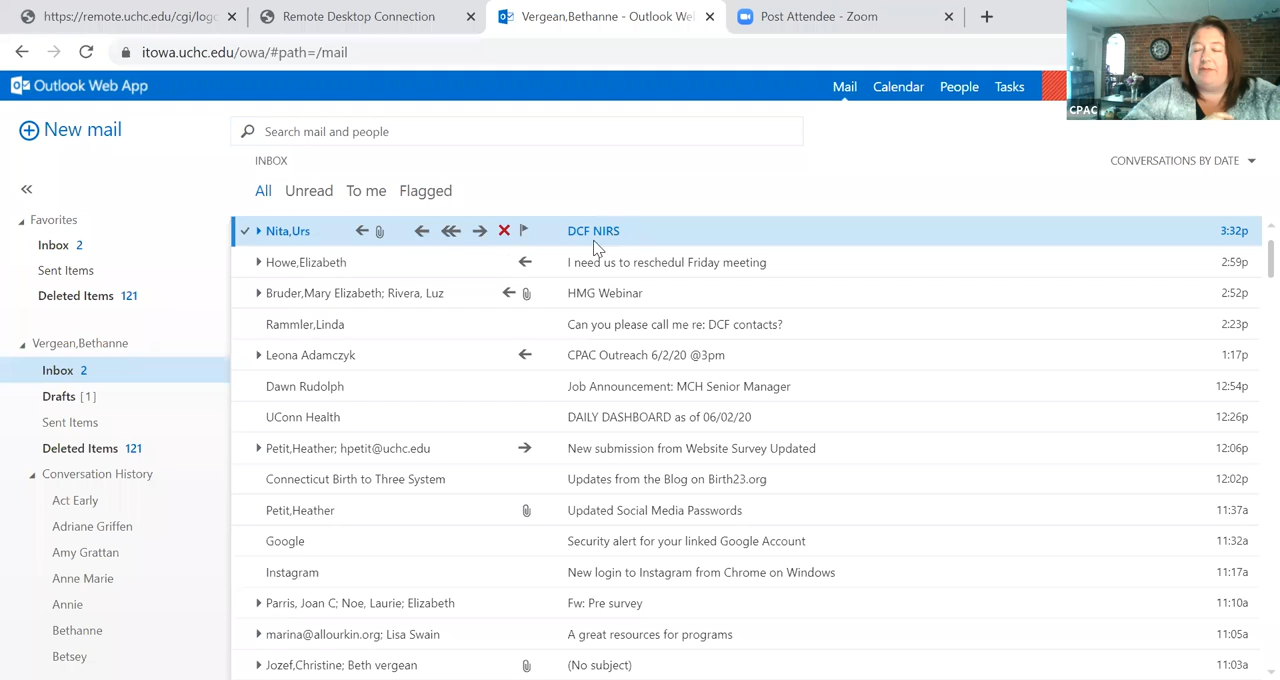 https://remote.uchc.edu/cgi/logo
Remote Desktop Connection
Vergean,Bethanne - Outlook We
Post Attendee - Zoom
itowa.uchc.edu/owa/#path=/mail
Outlook Web App
Mail Calendar People Tasks
CPAC
New mail
Search mail and people
INBOX
CONVERSATIONS BY DATE
All Unread To me Flagged
Favorites
Inbox 2
Sent Items
Deleted Items 121
Vergean,Bethanne
Inbox 2
Drafts [1]
Sent Items
Deleted Items 121
Conversation History
Act Early
Adriane Griffen
Amy Grattan
Anne Marie
Annie
Bethanne
Betsey
Nita,Urs DCF NIRS 3:32p
Howe,Elizabeth I need us to reschedul Friday meeting 2:59p
Bruder,Mary Elizabeth; Rivera, Luz HMG Webinar 2:52p
Rammler,Linda Can you please call me re: DCF contacts? 2:23p
Leona Adamczyk CPAC Outreach 6/2/20 @3pm 1:17p
Dawn Rudolph Job Announcement: MCH Senior Manager 12:54p
UConn Health DAILY DASHBOARD as of 06/02/20 12:26p
Petit,Heather; hpetit@uchc.edu New submission from Website Survey Updated 12:06p
Connecticut Birth to Three System Updates from the Blog on Birth23.org 12:02p
Petit,Heather Updated Social Media Passwords 11:37a
Google Security alert for your linked Google Account 11:32a
Instagram New login to Instagram from Chrome on Windows 11:17a
Parris, Joan C; Noe, Laurie; Elizabeth Fw: Pre survey 11:10a
marina@allourkin.org; Lisa Swain A great resources for programs 11:05a
Jozef,Christine; Beth vergean (No subject) 11:03a